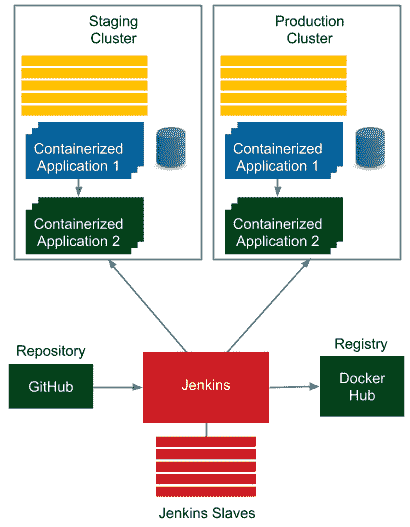 Staging
Cluster
Containerized
Application 1
Containerized
Application 2
Production
Cluster
Containerized
Application 1
Containerized
Application 2
Repository
GitHub
Jenkins
Registry
Docker
Hub
Jenkins Slaves